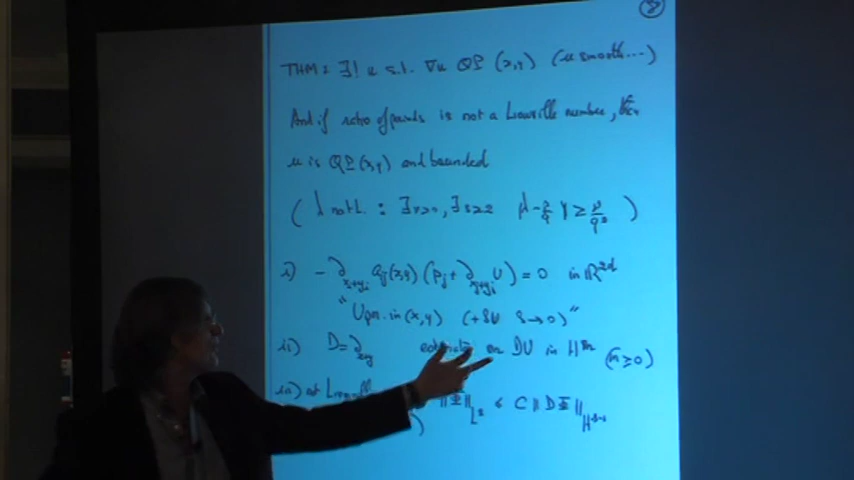 THM: ∃! u s.t. ∇u QP (x,y) (u smooth...)
And if ratio of periods is not a Liouville number, then
u is QP(x,y) and bounded
( λ not L. : ∃ν>0, ∃s≥2 |λ-p/q| ≥ ν/q^s )
i) -∂_{x_i+y_i} a_{ij}(x,y)(p_j+∂_{x_j+y_j} U)=0 in ℝ^{2d}
"U per. in (x,y) (+δU δ→0)"
ii) D=∂_{x+y} on DU in H^m (m≥0)
iii) not Liouville ‖Φ‖_{L²} ≤ C‖DΦ‖_{H^{s-1}}